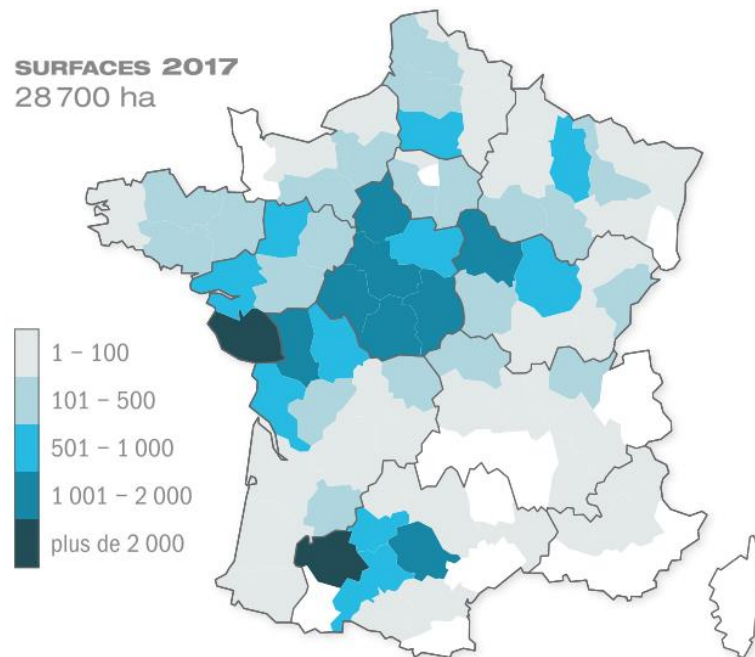 SURFACES 2017
28 700 ha
1 – 100
101 – 500
501 – 1 000
1 001 – 2 000
plus de 2 000